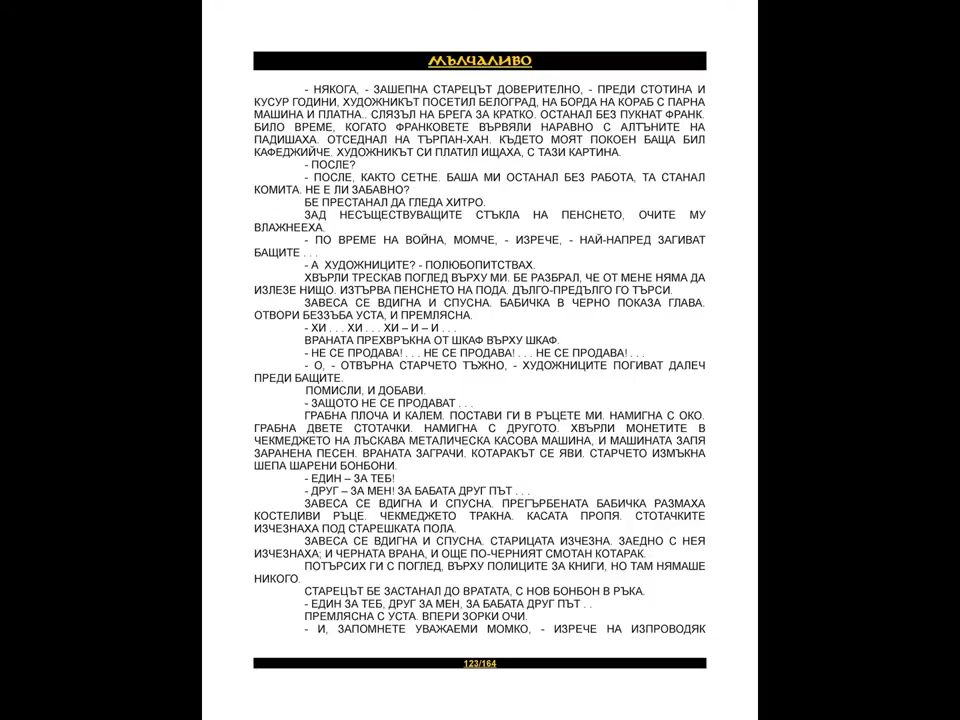 МЪЛЧАЛИВО
- НЯКОГА, - ЗАШЕПНА СТАРЕЦЪТ ДОВЕРИТЕЛНО, - ПРЕДИ СТОТИНА И
КУСУР ГОДИНИ, ХУДОЖНИКЪТ ПОСЕТИЛ БЕЛОГРАД, НА БОРДА НА КОРАБ С ПАРНА
МАШИНА И ПЛАТНА.. СЛЯЗЪЛ НА БРЕГА ЗА КРАТКО. ОСТАНАЛ БЕЗ ПУКНАТ ФРАНК.
БИЛО ВРЕМЕ, КОГАТО ФРАНКОВЕТЕ ВЪРВЯЛИ НАРАВНО С АЛТЪНИТЕ НА
ПАДИШАХА. ОТСЕДНАЛ НА ТЪРПАН-ХАН. КЪДЕТО МОЯТ ПОКОЕН БАЩА БИЛ
КАФЕДЖИЙЧЕ. ХУДОЖНИКЪТ СИ ПЛАТИЛ ИЩАХА, С ТАЗИ КАРТИНА.
- ПОСЛЕ?
- ПОСЛЕ, КАКТО СЕТНЕ. БАША МИ ОСТАНАЛ БЕЗ РАБОТА, ТА СТАНАЛ
КОМИТА. НЕ Е ЛИ ЗАБАВНО?
БЕ ПРЕСТАНАЛ ДА ГЛЕДА ХИТРО.
ЗАД НЕСЪЩЕСТВУВАЩИТЕ СТЪКЛА НА ПЕНСНЕТО, ОЧИТЕ МУ
ВЛАЖНЕЕХА.
- ПО ВРЕМЕ НА ВОЙНА, МОМЧЕ, - ИЗРЕЧЕ, - НАЙ-НАПРЕД ЗАГИВАТ
БАЩИТЕ . . .
- А ХУДОЖНИЦИТЕ? - ПОЛЮБОПИТСТВАХ.
ХВЪРЛИ ТРЕСКАВ ПОГЛЕД ВЪРХУ МИ. БЕ РАЗБРАЛ, ЧЕ ОТ МЕНЕ НЯМА ДА
ИЗЛЕЗЕ НИЩО. ИЗТЪРВА ПЕНСНЕТО НА ПОДА. ДЪЛГО-ПРЕДЪЛГО ГО ТЪРСИ.
ЗАВЕСА СЕ ВДИГНА И СПУСНА. БАБИЧКА В ЧЕРНО ПОКАЗА ГЛАВА.
ОТВОРИ БЕЗЗЪБА УСТА, И ПРЕМЛЯСНА.
- ХИ . . . ХИ . . . ХИ – И – И . . .
ВРАНАТА ПРЕХВРЪКНА ОТ ШКАФ ВЪРХУ ШКАФ.
- НЕ СЕ ПРОДАВА! . . . НЕ СЕ ПРОДАВА! . . . НЕ СЕ ПРОДАВА! . . .
- О, - ОТВЪРНА СТАРЧЕТО ТЪЖНО, - ХУДОЖНИЦИТЕ ПОГИВАТ ДАЛЕЧ
ПРЕДИ БАЩИТЕ.
ПОМИСЛИ, И ДОБАВИ.
- ЗАЩОТО НЕ СЕ ПРОДАВАТ . . .
ГРАБНА ПЛОЧА И КАЛЕМ. ПОСТАВИ ГИ В РЪЦЕТЕ МИ. НАМИГНА С ОКО.
ГРАБНА ДВЕТЕ СТОТАЧКИ. НАМИГНА С ДРУГОТО. ХВЪРЛИ МОНЕТИТЕ В
ЧЕКМЕДЖЕТО НА ЛЪСКАВА МЕТАЛИЧЕСКА КАСОВА МАШИНА, И МАШИНАТА ЗАПЯ
ЗАРАНЕНА ПЕСЕН. ВРАНАТА ЗАГРАЧИ. КОТАРАКЪТ СЕ ЯВИ. СТАРЧЕТО ИЗМЪКНА
ШЕПА ШАРЕНИ БОНБОНИ.
- ЕДИН – ЗА ТЕБ!
- ДРУГ – ЗА МЕН! ЗА БАБАТА ДРУГ ПЪТ . . .
ЗАВЕСА СЕ ВДИГНА И СПУСНА. ПРЕГЪРБЕНАТА БАБИЧКА РАЗМАХА
КОСТЕЛИВИ РЪЦЕ. ЧЕКМЕДЖЕТО ТРАКНА. КАСАТА ПРОПЯ. СТОТАЧКИТЕ
ИЗЧЕЗНАХА ПОД СТАРЕШКАТА ПОЛА.
ЗАВЕСА СЕ ВДИГНА И СПУСНА. СТАРИЦАТА ИЗЧЕЗНА. ЗАЕДНО С НЕЯ
ИЗЧЕЗНАХА; И ЧЕРНАТА ВРАНА, И ОЩЕ ПО-ЧЕРНИЯТ СМОТАН КОТАРАК.
ПОТЪРСИХ ГИ С ПОГЛЕД, ВЪРХУ ПОЛИЦИТЕ ЗА КНИГИ, НО ТАМ НЯМАШЕ
НИКОГО.
СТАРЕЦЪТ БЕ ЗАСТАНАЛ ДО ВРАТАТА, С НОВ БОНБОН В РЪКА.
- ЕДИН ЗА ТЕБ, ДРУГ ЗА МЕН, ЗА БАБАТА ДРУГ ПЪТ . .
ПРЕМЛЯСНА С УСТА. ВПЕРИ ЗОРКИ ОЧИ.
- И, ЗАПОМНЕТЕ УВАЖАЕМИ МОМКО, - ИЗРЕЧЕ НА ИЗПРОВОДЯК
123/164